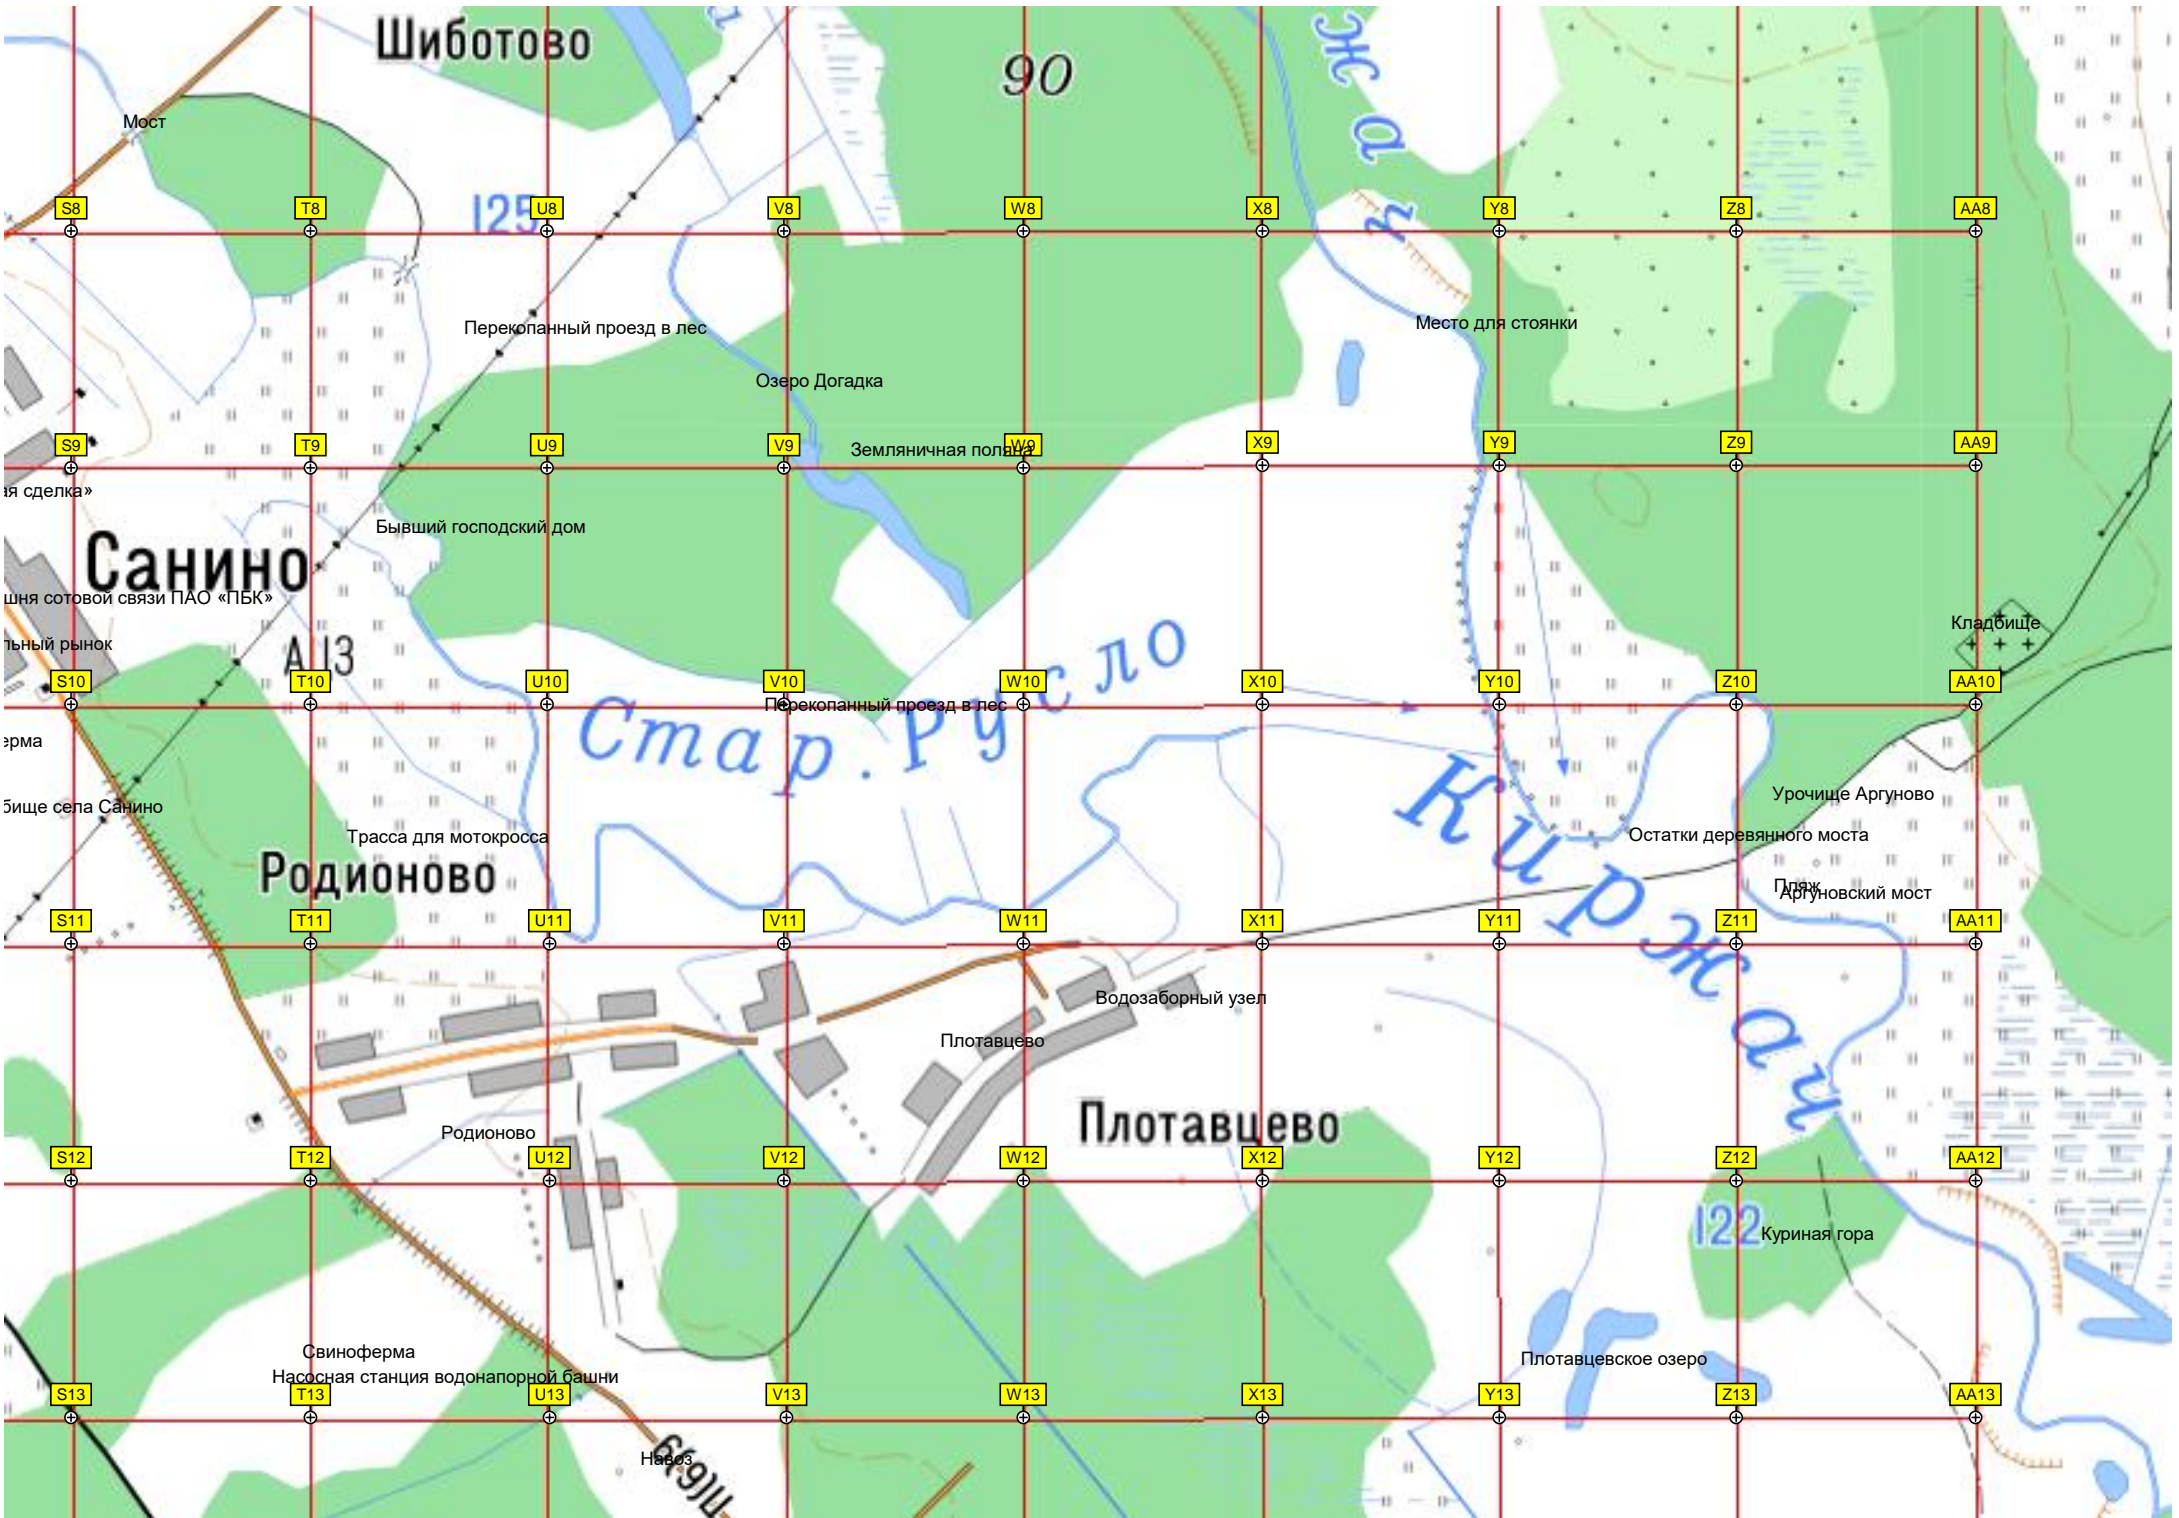 Шиботово
90
Мост
S8
T8
125
U8
V8
W8
X8
Y8
Z8
AA8
жач
Перекопанный проезд в лес
Место для стоянки
Озеро Догадка
S9
T9
U9
V9
Земляничная поляна
W9
X9
Y9
Z9
AA9
ая сделка»
Бывший господский дом
Санино
шня сотовой связи ПАО «ПБК»
льный рынок
Кладбище
S10
T10
U10
V10
W10
X10
Y10
Z10
AA10
Стар. Русло
Перекопанный проезд в лес
ерма
Урочище Аргуново
бище села Санино
Трасса для мотокросса
Остатки деревянного моста
Родионово
Киржач
Пляж
Аргуновский мост
S11
T11
U11
V11
W11
X11
Y11
Z11
AA11
Водозаборный узел
Плотавцево
Плотавцево
Родионово
S12
T12
U12
V12
W12
X12
Y12
Z12
AA12
122
Куриная гора
Свиноферма
Плотавцевское озеро
Насосная станция водонапорной башни
S13
T13
U13
V13
W13
X13
Y13
Z13
AA13
Навоз